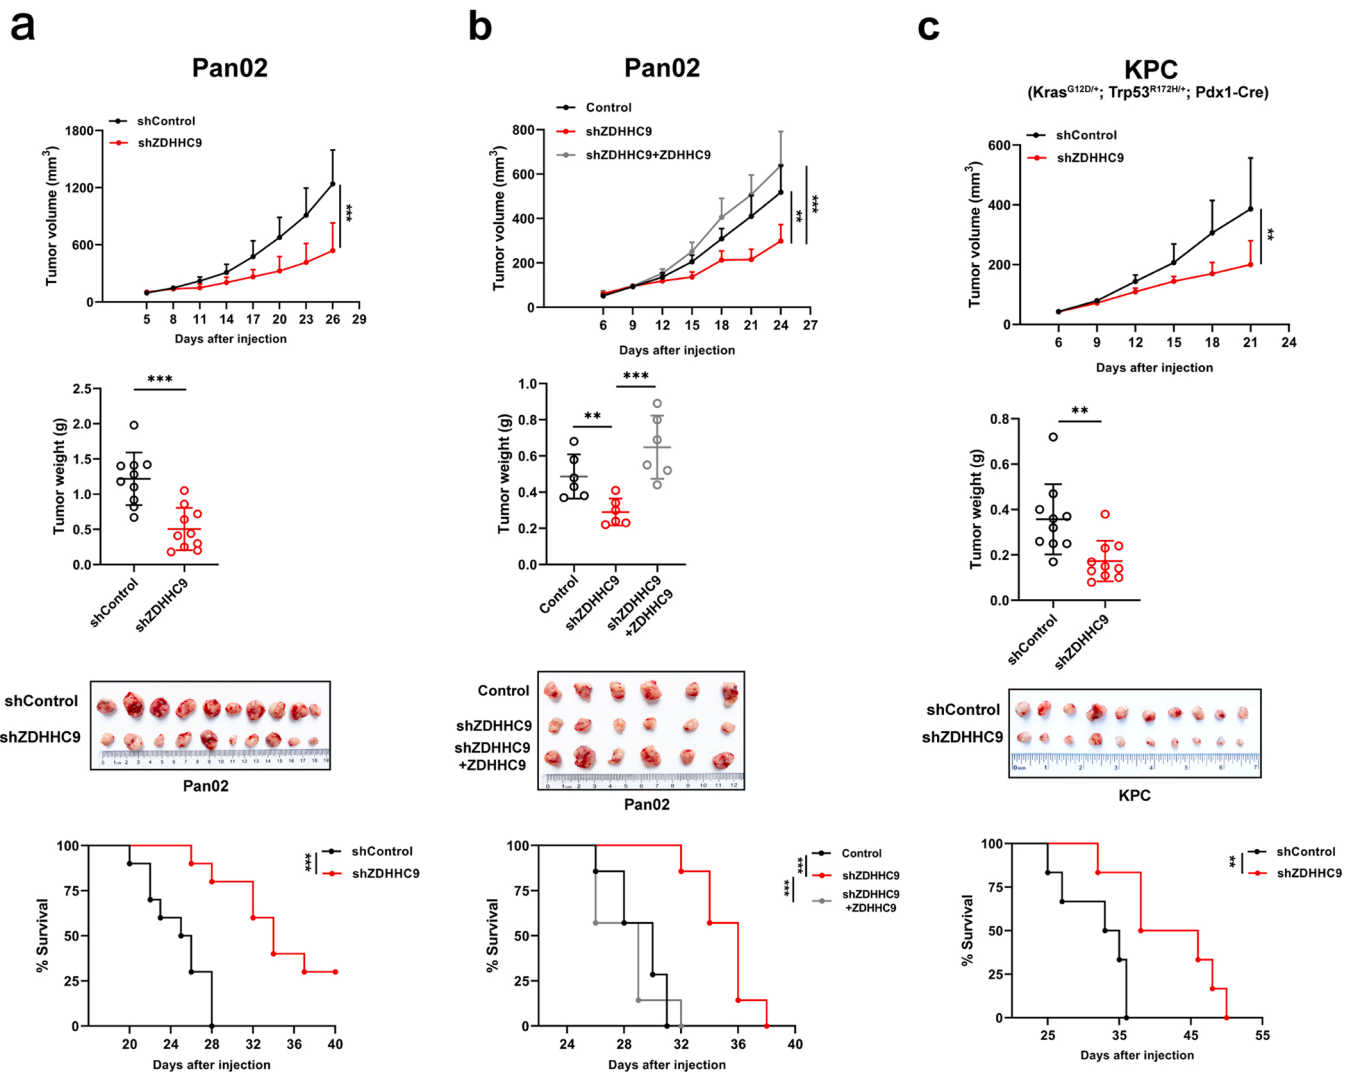 a
Pan02
shControl
shZDHHC9
Tumor volume (mm³)
1800
1200
600
0
***
5 8 11 14 17 20 23 26 29
Days after injection
***
Tumor weight (g)
2.5
2.0
1.5
1.0
0.5
0.0
shControl
shZDHHC9
shControl
shZDHHC9
Pan02
shControl
shZDHHC9
***
% Survival
100
75
50
25
0
20 24 28 32 36 40
Days after injection
b
Pan02
Control
shZDHHC9
shZDHHC9+ZDHHC9
Tumor volume (mm³)
800
600
400
200
0
**
***
6 9 12 15 18 21 24 27
Days after injection
***
**
Tumor weight (g)
1.0
0.8
0.6
0.4
0.2
0.0
Control
shZDHHC9
shZDHHC9
+ZDHHC9
Control
shZDHHC9
shZDHHC9
+ZDHHC9
Pan02
Control
shZDHHC9
shZDHHC9
+ZDHHC9
***
***
% Survival
100
75
50
25
0
24 28 32 36 40
Days after injection
c
KPC
(Kras^G12D/+; Trp53^R172H/+; Pdx1-Cre)
shControl
shZDHHC9
Tumor volume (mm³)
600
400
200
0
**
6 9 12 15 18 21 24
Days after injection
**
Tumor weight (g)
0.8
0.6
0.4
0.2
0.0
shControl
shZDHHC9
shControl
shZDHHC9
KPC
shControl
shZDHHC9
**
% Survival
100
75
50
25
0
25 35 45 55
Days after injection